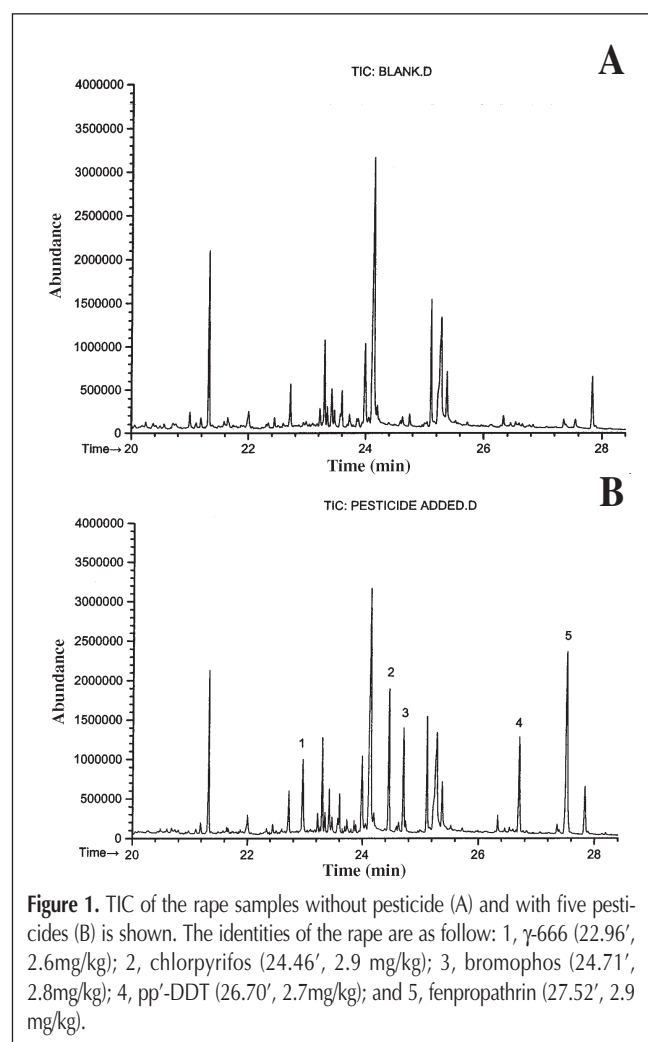 A
TIC: BLANK.D
4000000
3500000
3000000
2500000
2000000
1500000
1000000
500000
0
Abundance
Time→ 20 22 24 26 28
Time (min)
B
TIC: PESTICIDE ADDED.D
4000000
3500000
3000000
2500000
2000000
1500000
1000000
500000
0
Abundance
1 2 3 4 5
Time→ 20 22 24 26 28
Time (min)
Figure 1. TIC of the rape samples without pesticide (A) and with five pesti-
cides (B) is shown. The identities of the rape are as follow: 1, γ-666 (22.96′,
2.6mg/kg); 2, chlorpyrifos (24.46′, 2.9 mg/kg); 3, bromophos (24.71′,
2.8mg/kg); 4, pp′-DDT (26.70′, 2.7mg/kg); and 5, fenpropathrin (27.52′, 2.9
mg/kg).